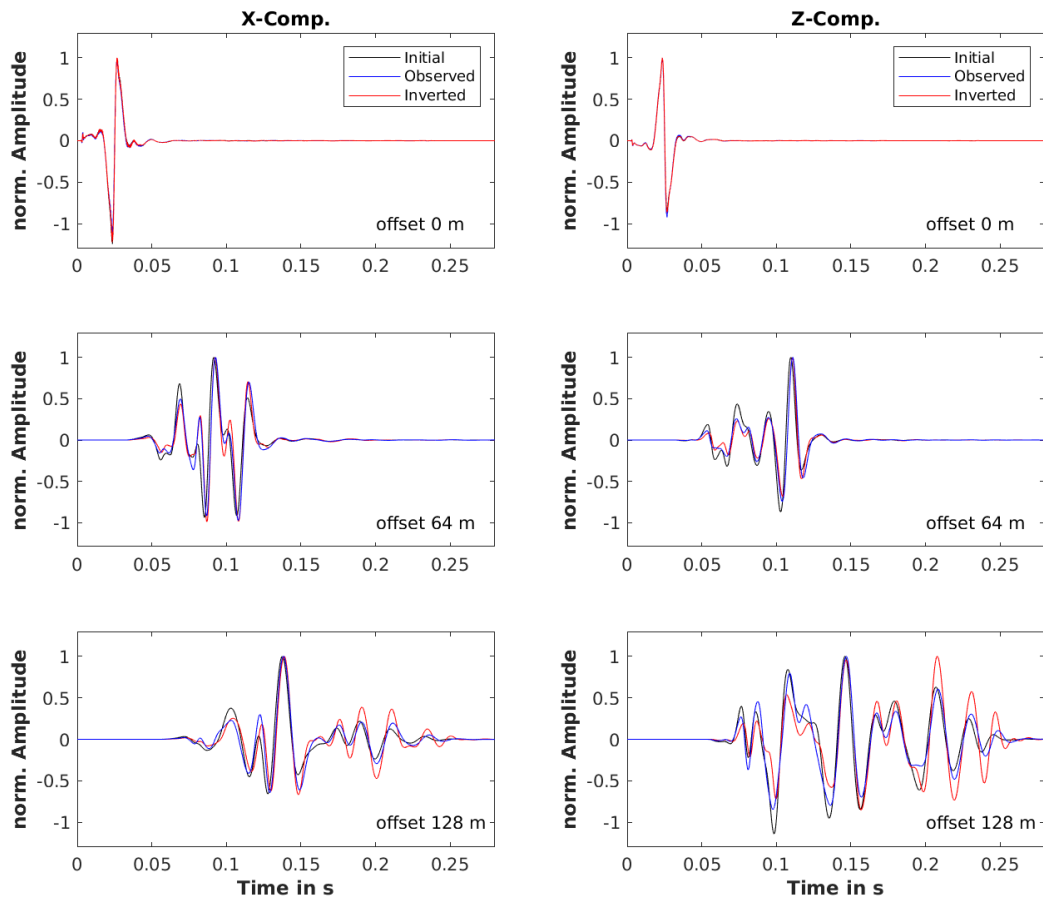 X-Comp.
norm. Amplitude
1
0.5
0
-0.5
-1
Initial
Observed
Inverted
offset 0 m
0 0.05 0.1 0.15 0.2 0.25
Z-Comp.
norm. Amplitude
1
0.5
0
-0.5
-1
Initial
Observed
Inverted
offset 0 m
0 0.05 0.1 0.15 0.2 0.25
norm. Amplitude
1
0.5
0
-0.5
-1
offset 64 m
0 0.05 0.1 0.15 0.2 0.25
norm. Amplitude
1
0.5
0
-0.5
-1
offset 64 m
0 0.05 0.1 0.15 0.2 0.25
norm. Amplitude
1
0.5
0
-0.5
-1
offset 128 m
0 0.05 0.1 0.15 0.2 0.25
Time in s
norm. Amplitude
1
0.5
0
-0.5
-1
offset 128 m
0 0.05 0.1 0.15 0.2 0.25
Time in s